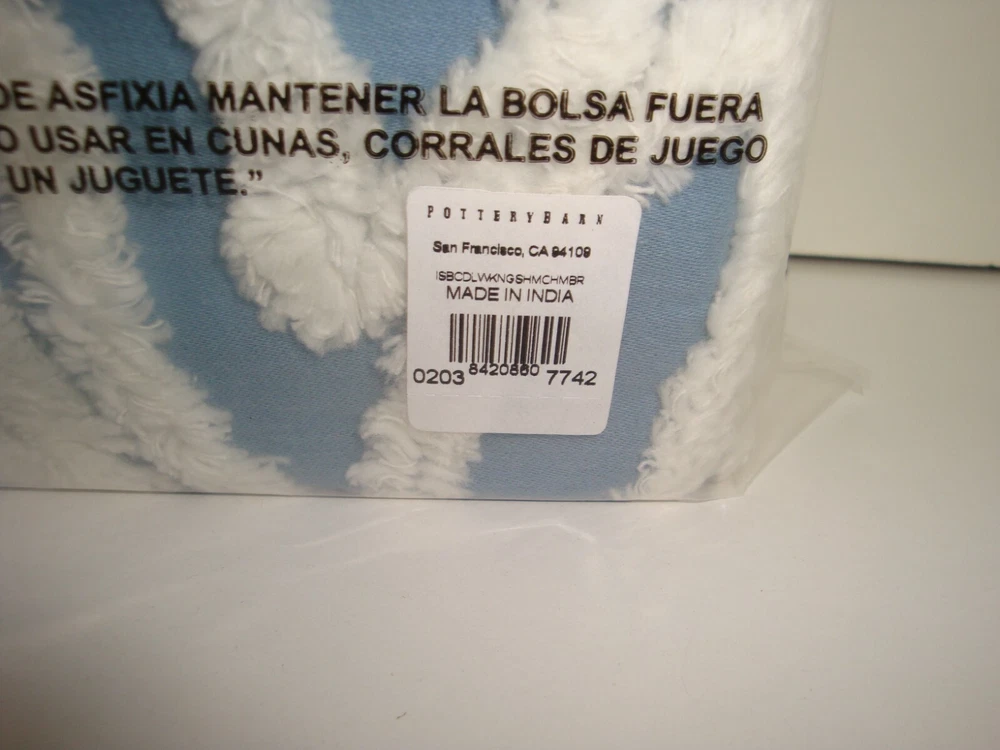 DE ASFIXIA MANTENER LA BOLSA FUERA
O USAR EN CUNAS, CORRALES DE JUEGO
UN JUGUETE.”
POTTERYBARN
San Francisco, CA 94109
ISBCDLWKNGSHMCHMBR
MADE IN INDIA
0203 8420860 7742